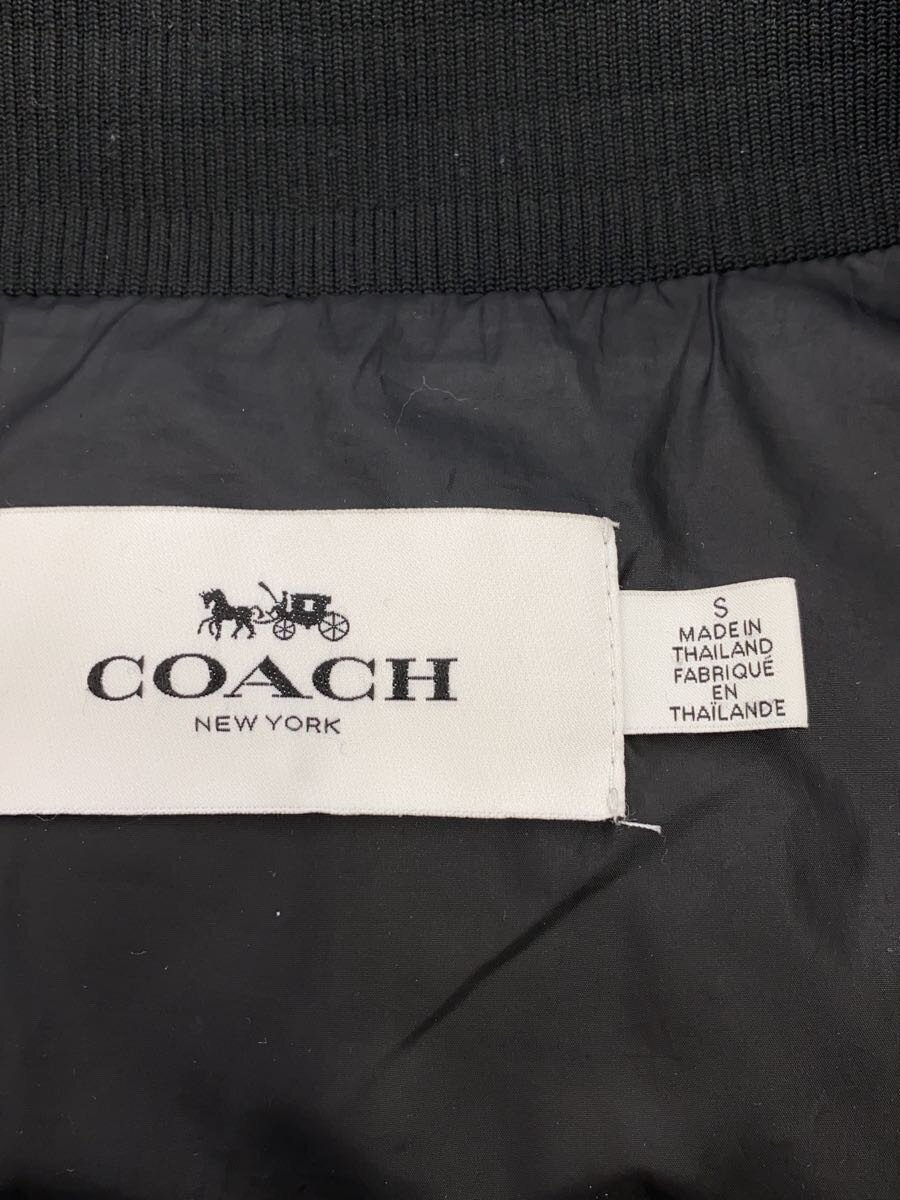 COACH
NEW YORK
S
MADE IN
THAILAND
FABRIQUÉ
EN
THAÏLANDE